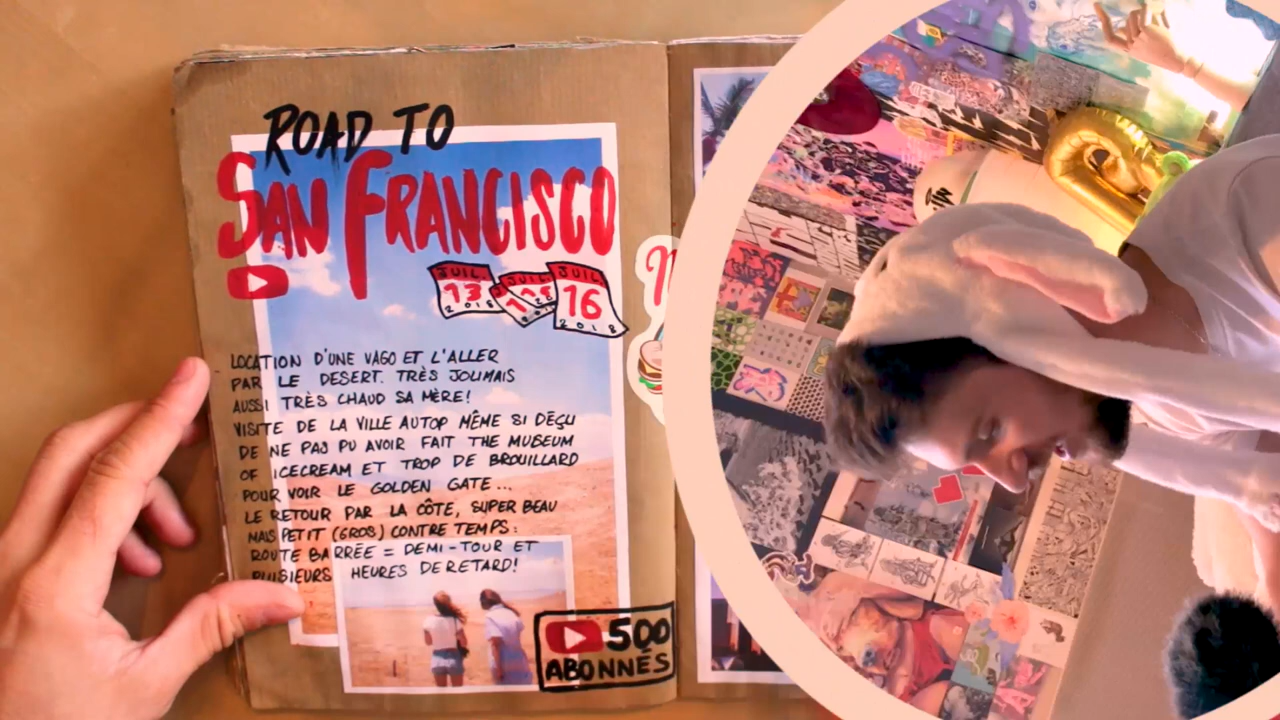 ROAD TO
SAN FRANCISCO
JUIL. JUIL. JUIL.
13 16
2018 2018
LOCATION D'UNE VAGO ET L'ALLER
PAR LE DESERT. TRÈS JOLI MAIS
AUSSI TRÈS CHAUD SA MÈRE!
VISITE DE LA VILLE AUTOP MÊME SI DÉÇU
DE NE PAS PU AVOIR FAIT THE MUSEUM
OF ICECREAM ET TROP DE BROUILLARD
POUR VOIR LE GOLDEN GATE...
LE RETOUR PAR LA CÔTE, SUPER BEAU
MAIS PETIT (GROS) CONTRE TEMPS:
ROUTE BARRÉE = DEMI-TOUR ET
PLUSIEURS HEURES DE RETARD!
500
ABONNÉS